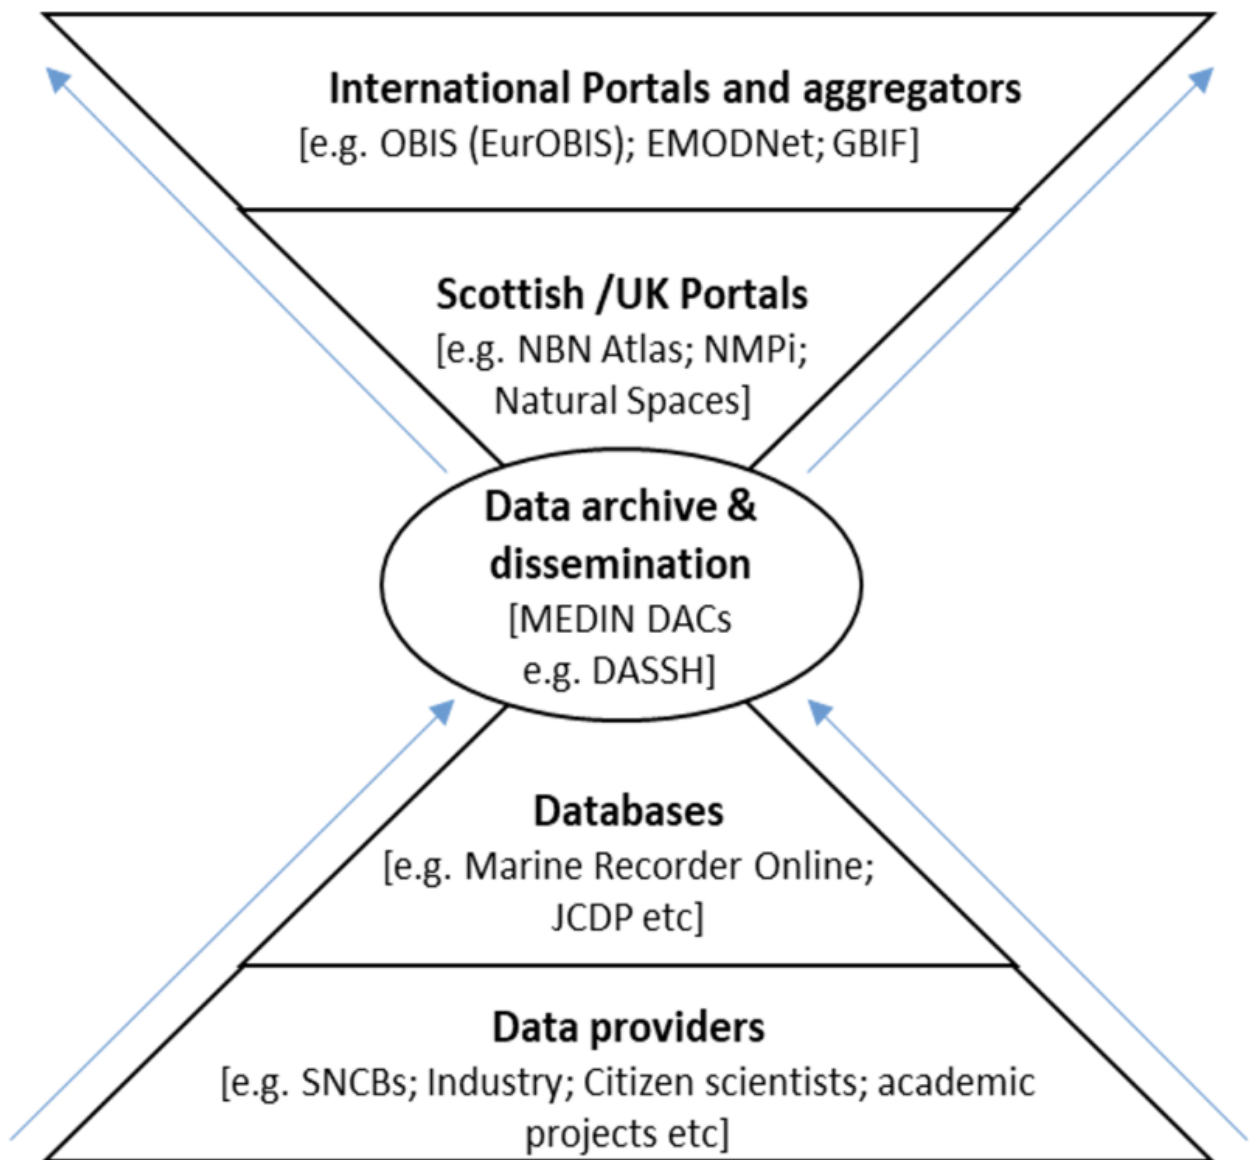 International Portals and aggregators
[e.g. OBIS (EurOBIS); EMODNet; GBIF]
Scottish /UK Portals
[e.g. NBN Atlas; NMPi;
Natural Spaces]
Data archive &
dissemination
[MEDIN DACs
e.g. DASSH]
Databases
[e.g. Marine Recorder Online;
JCDP etc]
Data providers
[e.g. SNCBs; Industry; Citizen scientists; academic
projects etc]